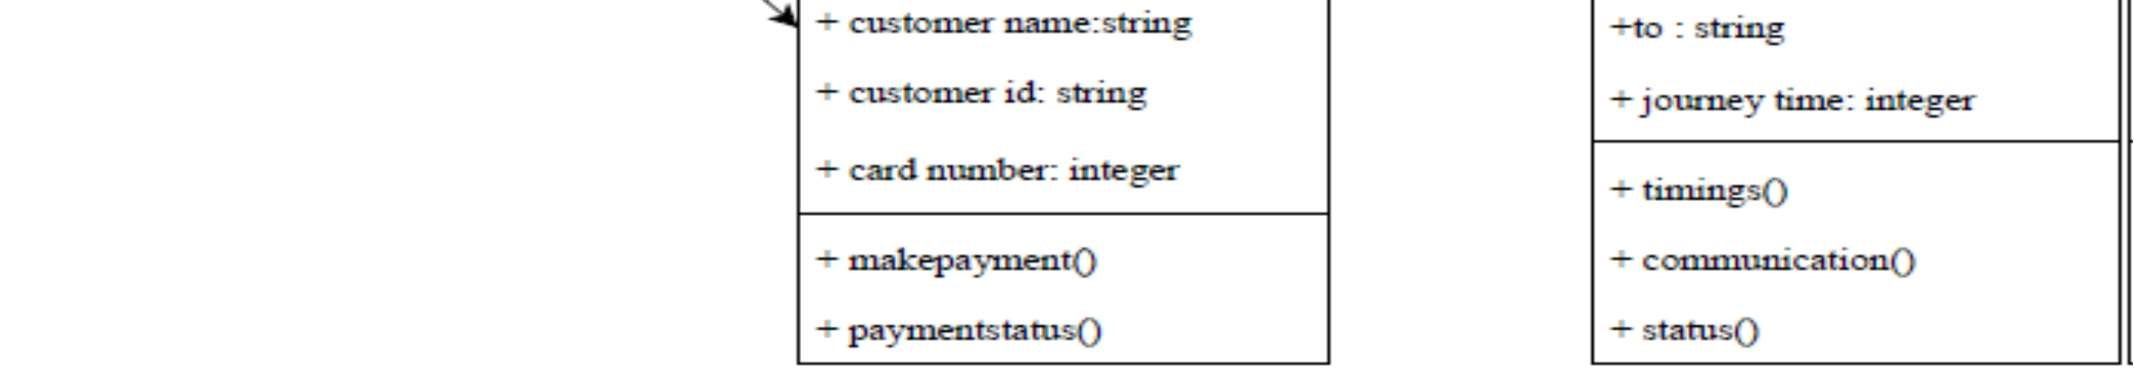 + customer name:string
+ customer id: string
+ card number: integer
+ makepayment()
+ paymentstatus()
+to : string
+ journey time: integer
+ timings()
+ communication()
+ status()